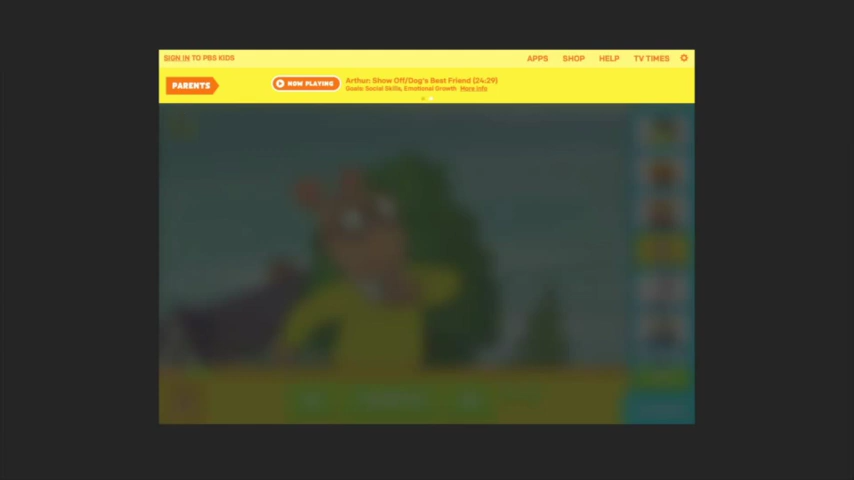 SIGN IN TO PBS KIDS
APPS SHOP HELP TV TIMES
PARENTS
NOW PLAYING
Arthur: Show Off/Dog's Best Friend (24:29)
Goals: Social Skills, Emotional Growth More Info